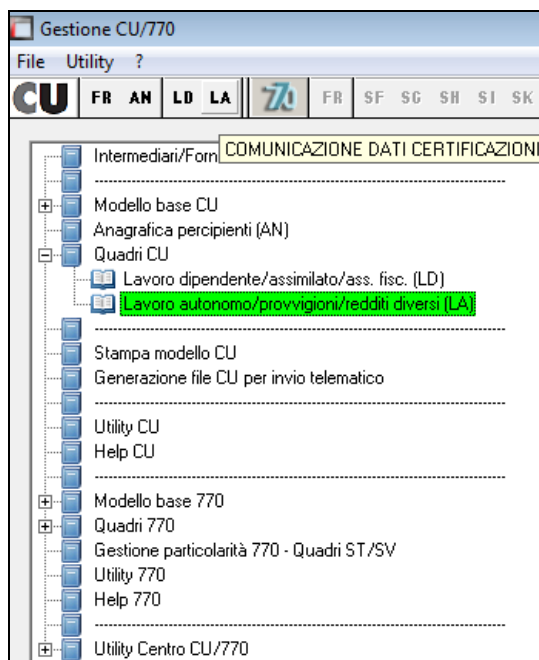 Gestione CU/770
File Utility ?
CU FR AN LD LA 770 FR SF SG SH SI SK
COMUNICAZIONE DATI CERTIFICAZIONI
Intermediari/Forn
Modello base CU
Anagrafica percipienti (AN)
Quadri CU
Lavoro dipendente/assimilato/ass. fisc. (LD)
Lavoro autonomo/provvigioni/redditi diversi (LA)
Stampa modello CU
Generazione file CU per invio telematico
Utility CU
Help CU
Modello base 770
Quadri 770
Gestione particolarità 770 - Quadri ST/SV
Utility 770
Help 770
Utility Centro CU/770